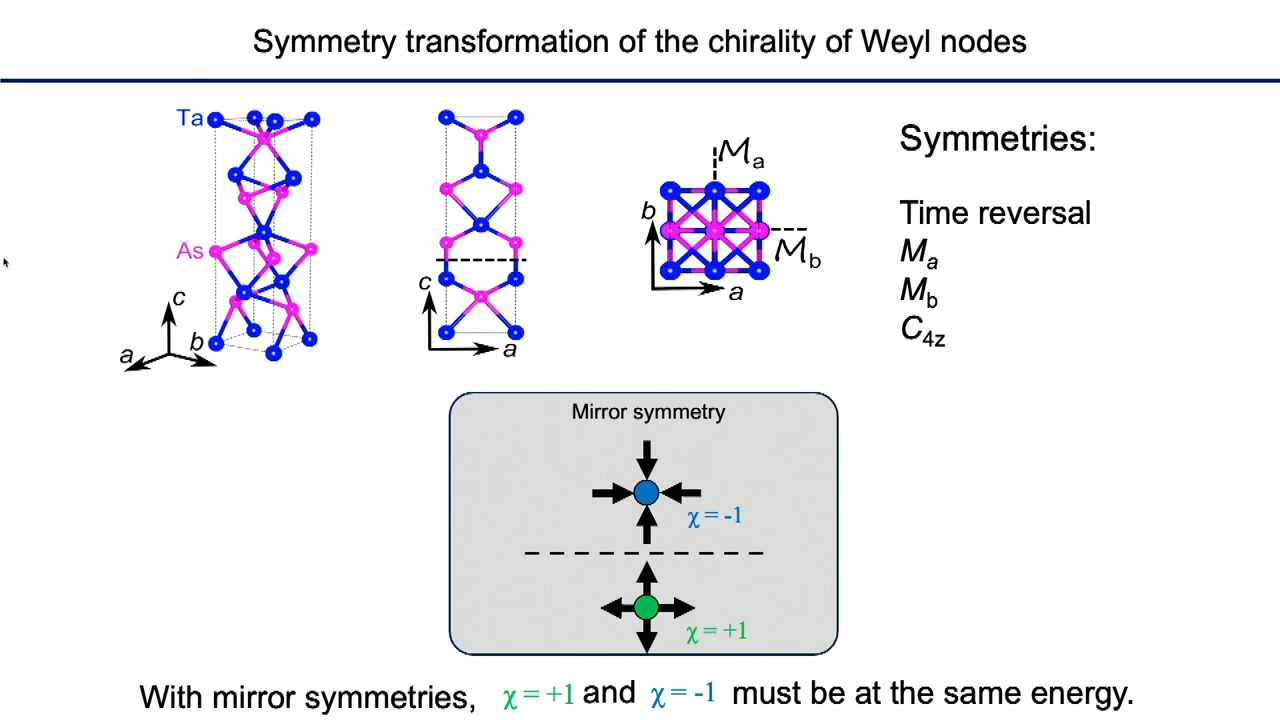 Symmetry transformation of the chirality of Weyl nodes
Ta
As
c
a
b
c
a
Ma
b
Mb
a
Symmetries:
Time reversal
Ma
Mb
C4z
Mirror symmetry
χ = -1
χ = +1
With mirror symmetries, χ = +1 and χ = -1 must be at the same energy.